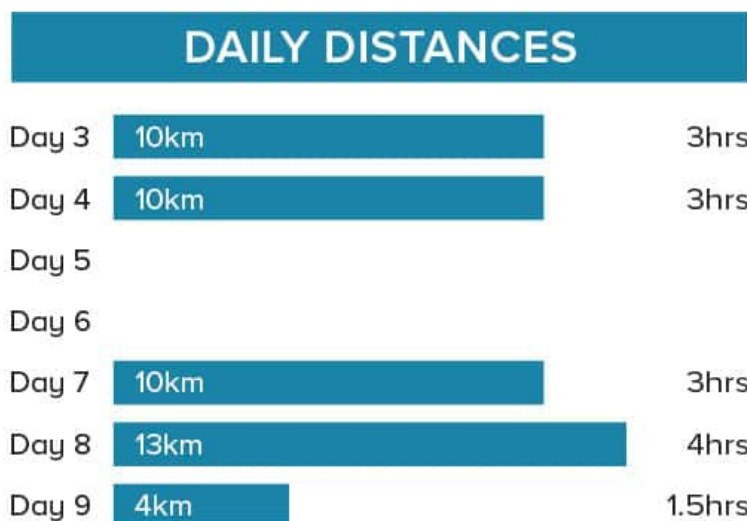 DAILY DISTANCES
Day 3 10km 3hrs
Day 4 10km 3hrs
Day 5
Day 6
Day 7 10km 3hrs
Day 8 13km 4hrs
Day 9 4km 1.5hrs